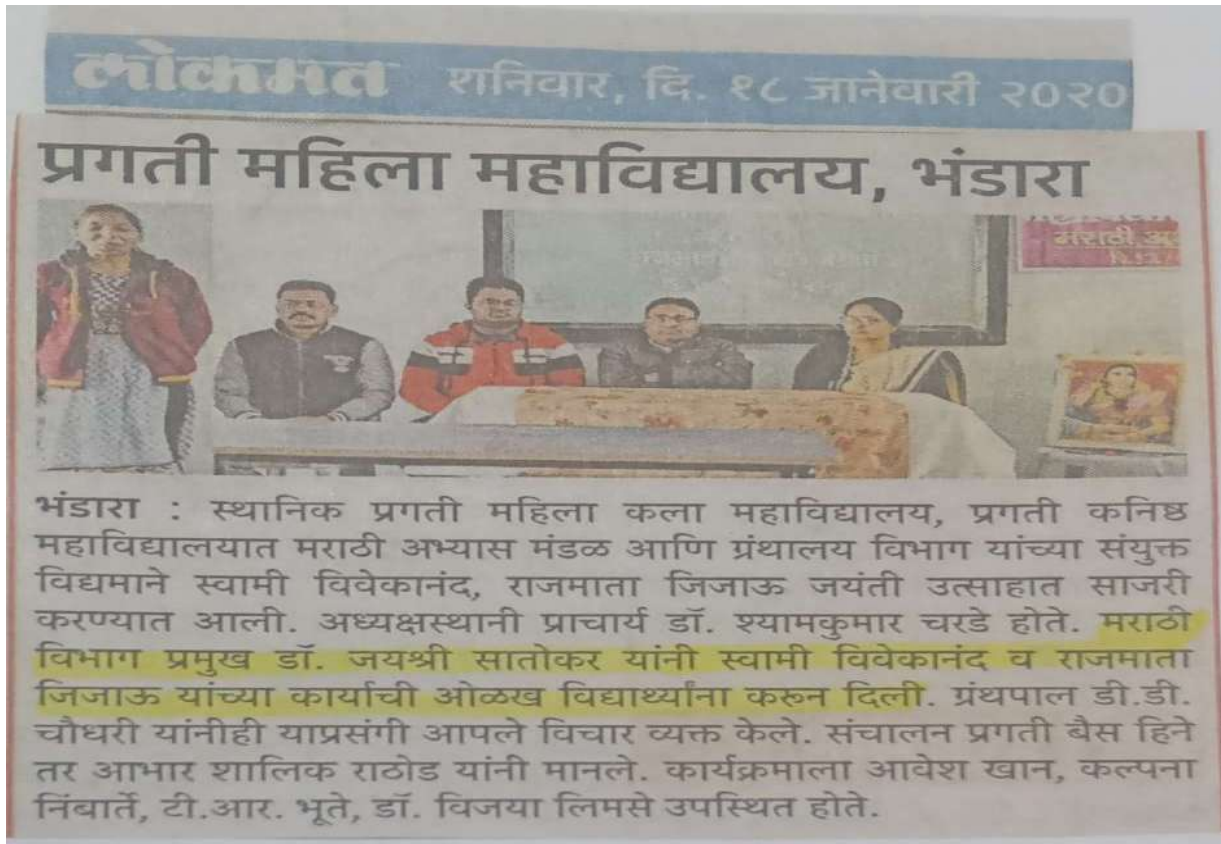 लोकमत शनिवार, दि. १८ जानेवारी २०२०
प्रगती महिला महाविद्यालय, भंडारा
मराठी
भंडारा : स्थानिक प्रगती महिला कला महाविद्यालय, प्रगती कनिष्ठ
महाविद्यालयात मराठी अभ्यास मंडळ आणि ग्रंथालय विभाग यांच्या संयुक्त
विद्यमाने स्वामी विवेकानंद, राजमाता जिजाऊ जयंती उत्साहात साजरी
करण्यात आली. अध्यक्षस्थानी प्राचार्य डॉ. श्यामकुमार चरडे होते. मराठी
विभाग प्रमुख डॉ. जयश्री सातोकर यांनी स्वामी विवेकानंद व राजमाता
जिजाऊ यांच्या कार्याची ओळख विद्यार्थ्यांना करून दिली. ग्रंथपाल डी.डी.
चौधरी यांनीही याप्रसंगी आपले विचार व्यक्त केले. संचालन प्रगती बैस हिने
तर आभार शालिक राठोड यांनी मानले. कार्यक्रमाला आवेश खान, कल्पना
निंबार्ते, टी.आर. भूते, डॉ. विजया लिमसे उपस्थित होते.